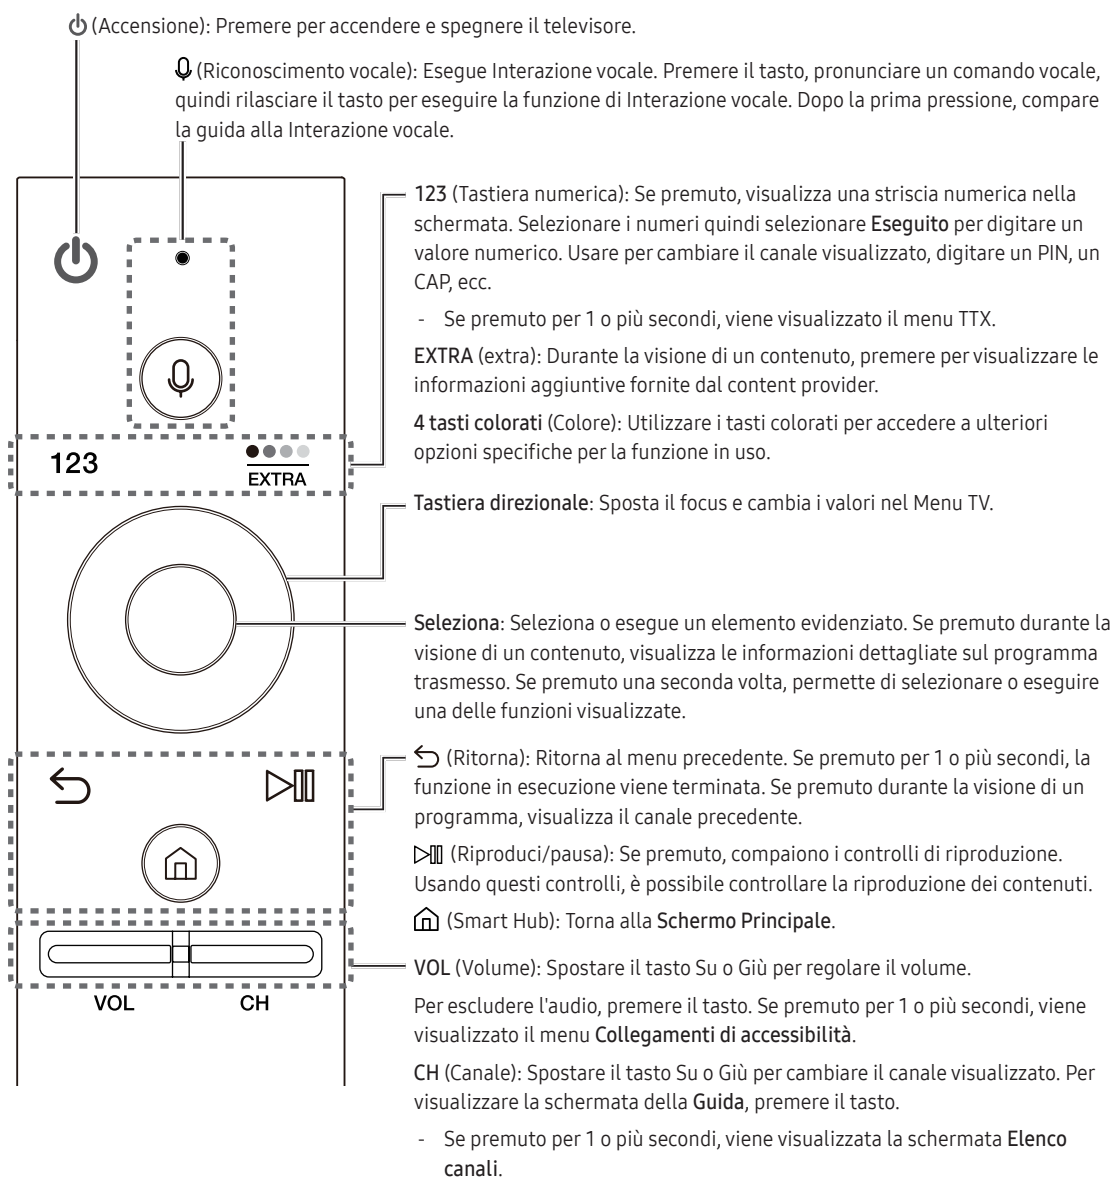 (Accensione): Premere per accendere e spegnere il televisore.
(Riconoscimento vocale): Esegue Interazione vocale. Premere il tasto, pronunciare un comando vocale,
quindi rilasciare il tasto per eseguire la funzione di Interazione vocale. Dopo la prima pressione, compare
la guida alla Interazione vocale.
123 (Tastiera numerica): Se premuto, visualizza una striscia numerica nella
schermata. Selezionare i numeri quindi selezionare Eseguito per digitare un
valore numerico. Usare per cambiare il canale visualizzato, digitare un PIN, un
CAP, ecc.
- Se premuto per 1 o più secondi, viene visualizzato il menu TTX.
EXTRA (extra): Durante la visione di un contenuto, premere per visualizzare le
informazioni aggiuntive fornite dal content provider.
4 tasti colorati (Colore): Utilizzare i tasti colorati per accedere a ulteriori
opzioni specifiche per la funzione in uso.
123
EXTRA
Tastiera direzionale: Sposta il focus e cambia i valori nel Menu TV.
Seleziona: Seleziona o esegue un elemento evidenziato. Se premuto durante la
visione di un contenuto, visualizza le informazioni dettagliate sul programma
trasmesso. Se premuto una seconda volta, permette di selezionare o eseguire
una delle funzioni visualizzate.
(Ritorna): Ritorna al menu precedente. Se premuto per 1 o più secondi, la
funzione in esecuzione viene terminata. Se premuto durante la visione di un
programma, visualizza il canale precedente.
(Riproduci/pausa): Se premuto, compaiono i controlli di riproduzione.
Usando questi controlli, è possibile controllare la riproduzione dei contenuti.
(Smart Hub): Torna alla Schermo Principale.
VOL (Volume): Spostare il tasto Su o Giù per regolare il volume.
Per escludere l'audio, premere il tasto. Se premuto per 1 o più secondi, viene
visualizzato il menu Collegamenti di accessibilità.
CH (Canale): Spostare il tasto Su o Giù per cambiare il canale visualizzato. Per
visualizzare la schermata della Guida, premere il tasto.
- Se premuto per 1 o più secondi, viene visualizzata la schermata Elenco
canali.
VOL
CH